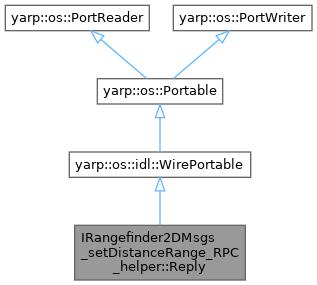 yarp::os::PortReader
yarp::os::PortWriter
yarp::os::Portable
yarp::os::idl::WirePortable
IRangefinder2DMsgs
_setDistanceRange_RPC
_helper::Reply